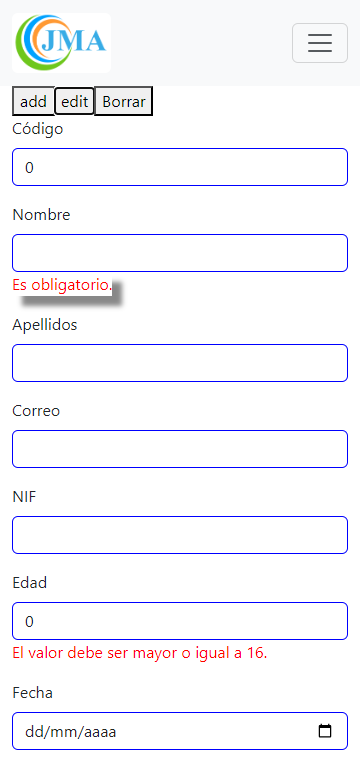 JMA
add edit Borrar
Código
0
Nombre
Es obligatorio.
Apellidos
Correo
NIF
Edad
0
El valor debe ser mayor o igual a 16.
Fecha
dd/mm/aaaa